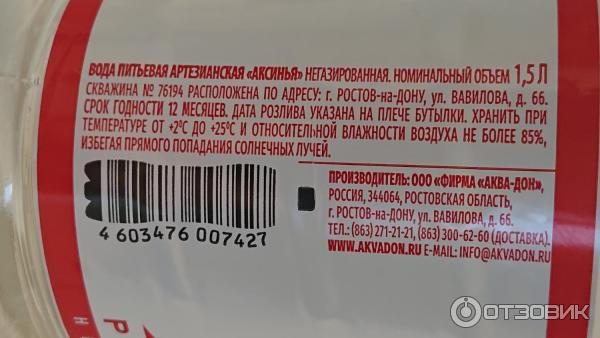 ВОДА ПИТЬЕВАЯ АРТЕЗИАНСКАЯ «АКСИНЬЯ» НЕГАЗИРОВАННАЯ. НОМИНАЛЬНЫЙ ОБЪЕМ 1,5 Л
СКВАЖИНА № 76194 РАСПОЛОЖЕНА ПО АДРЕСУ: г. РОСТОВ-на-ДОНУ, ул. ВАВИЛОВА, д. 66.
СРОК ГОДНОСТИ 12 МЕСЯЦЕВ. ДАТА РОЗЛИВА УКАЗАНА НА ПЛЕЧЕ БУТЫЛКИ. ХРАНИТЬ ПРИ
ТЕМПЕРАТУРЕ ОТ +2°С ДО +25°С И ОТНОСИТЕЛЬНОЙ ВЛАЖНОСТИ ВОЗДУХА НЕ БОЛЕЕ 85%,
ИЗБЕГАЯ ПРЯМОГО ПОПАДАНИЯ СОЛНЕЧНЫХ ЛУЧЕЙ.
ПРОИЗВОДИТЕЛЬ: ООО «ФИРМА «АКВА-ДОН»,
РОССИЯ, 344064, РОСТОВСКАЯ ОБЛАСТЬ,
г. РОСТОВ-на-ДОНУ, ул. ВАВИЛОВА, д. 66.
ТЕЛ.: (863) 271-21-21, (863) 300-62-60 (ДОСТАВКА).
WWW.AKVADON.RU E-MAIL: INFO@AKVADON.RU
4 603476 007427
ОТЗОВИК